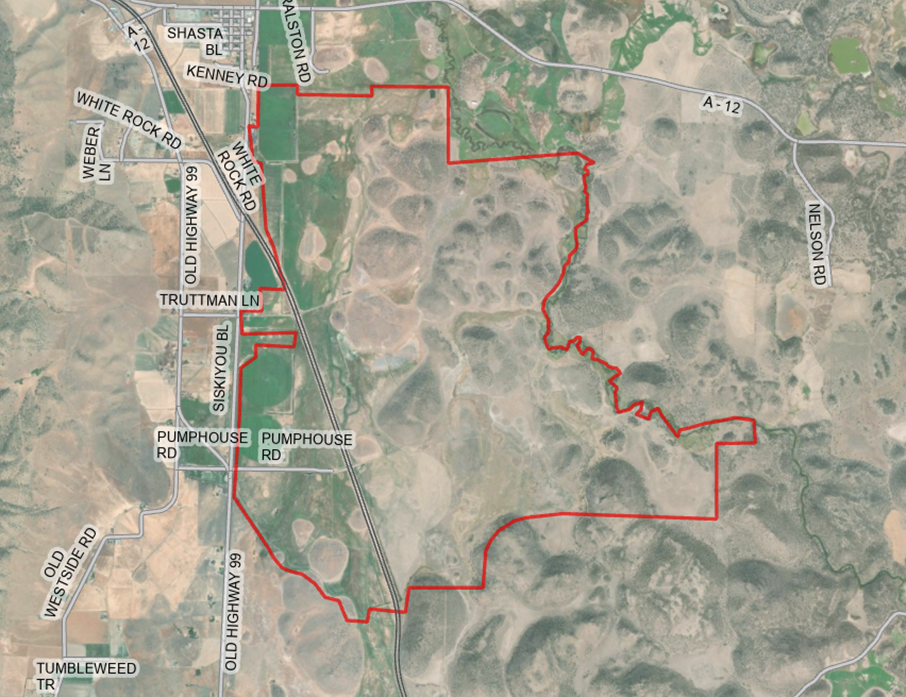 A -
12
SHASTA
BL
RALSTON RD
KENNEY RD
A - 12
WHITE ROCK RD
WEBER
LN
WHITE
ROCK RD
OLD HIGHWAY 99
NELSON RD
TRUTTMAN LN
SISKIYOU BL
PUMPHOUSE
RD
PUMPHOUSE
RD
OLD
WESTSIDE RD
OLD HIGHWAY 99
TUMBLEWEED
TR